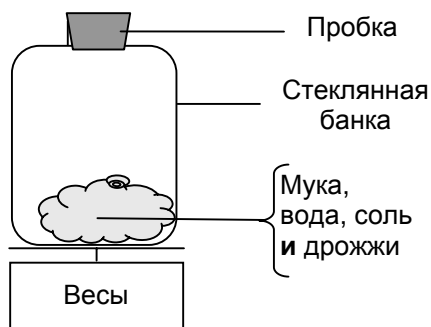 Пробка
Стеклянная
банка
Мука,
вода, соль
и дрожжи
Весы